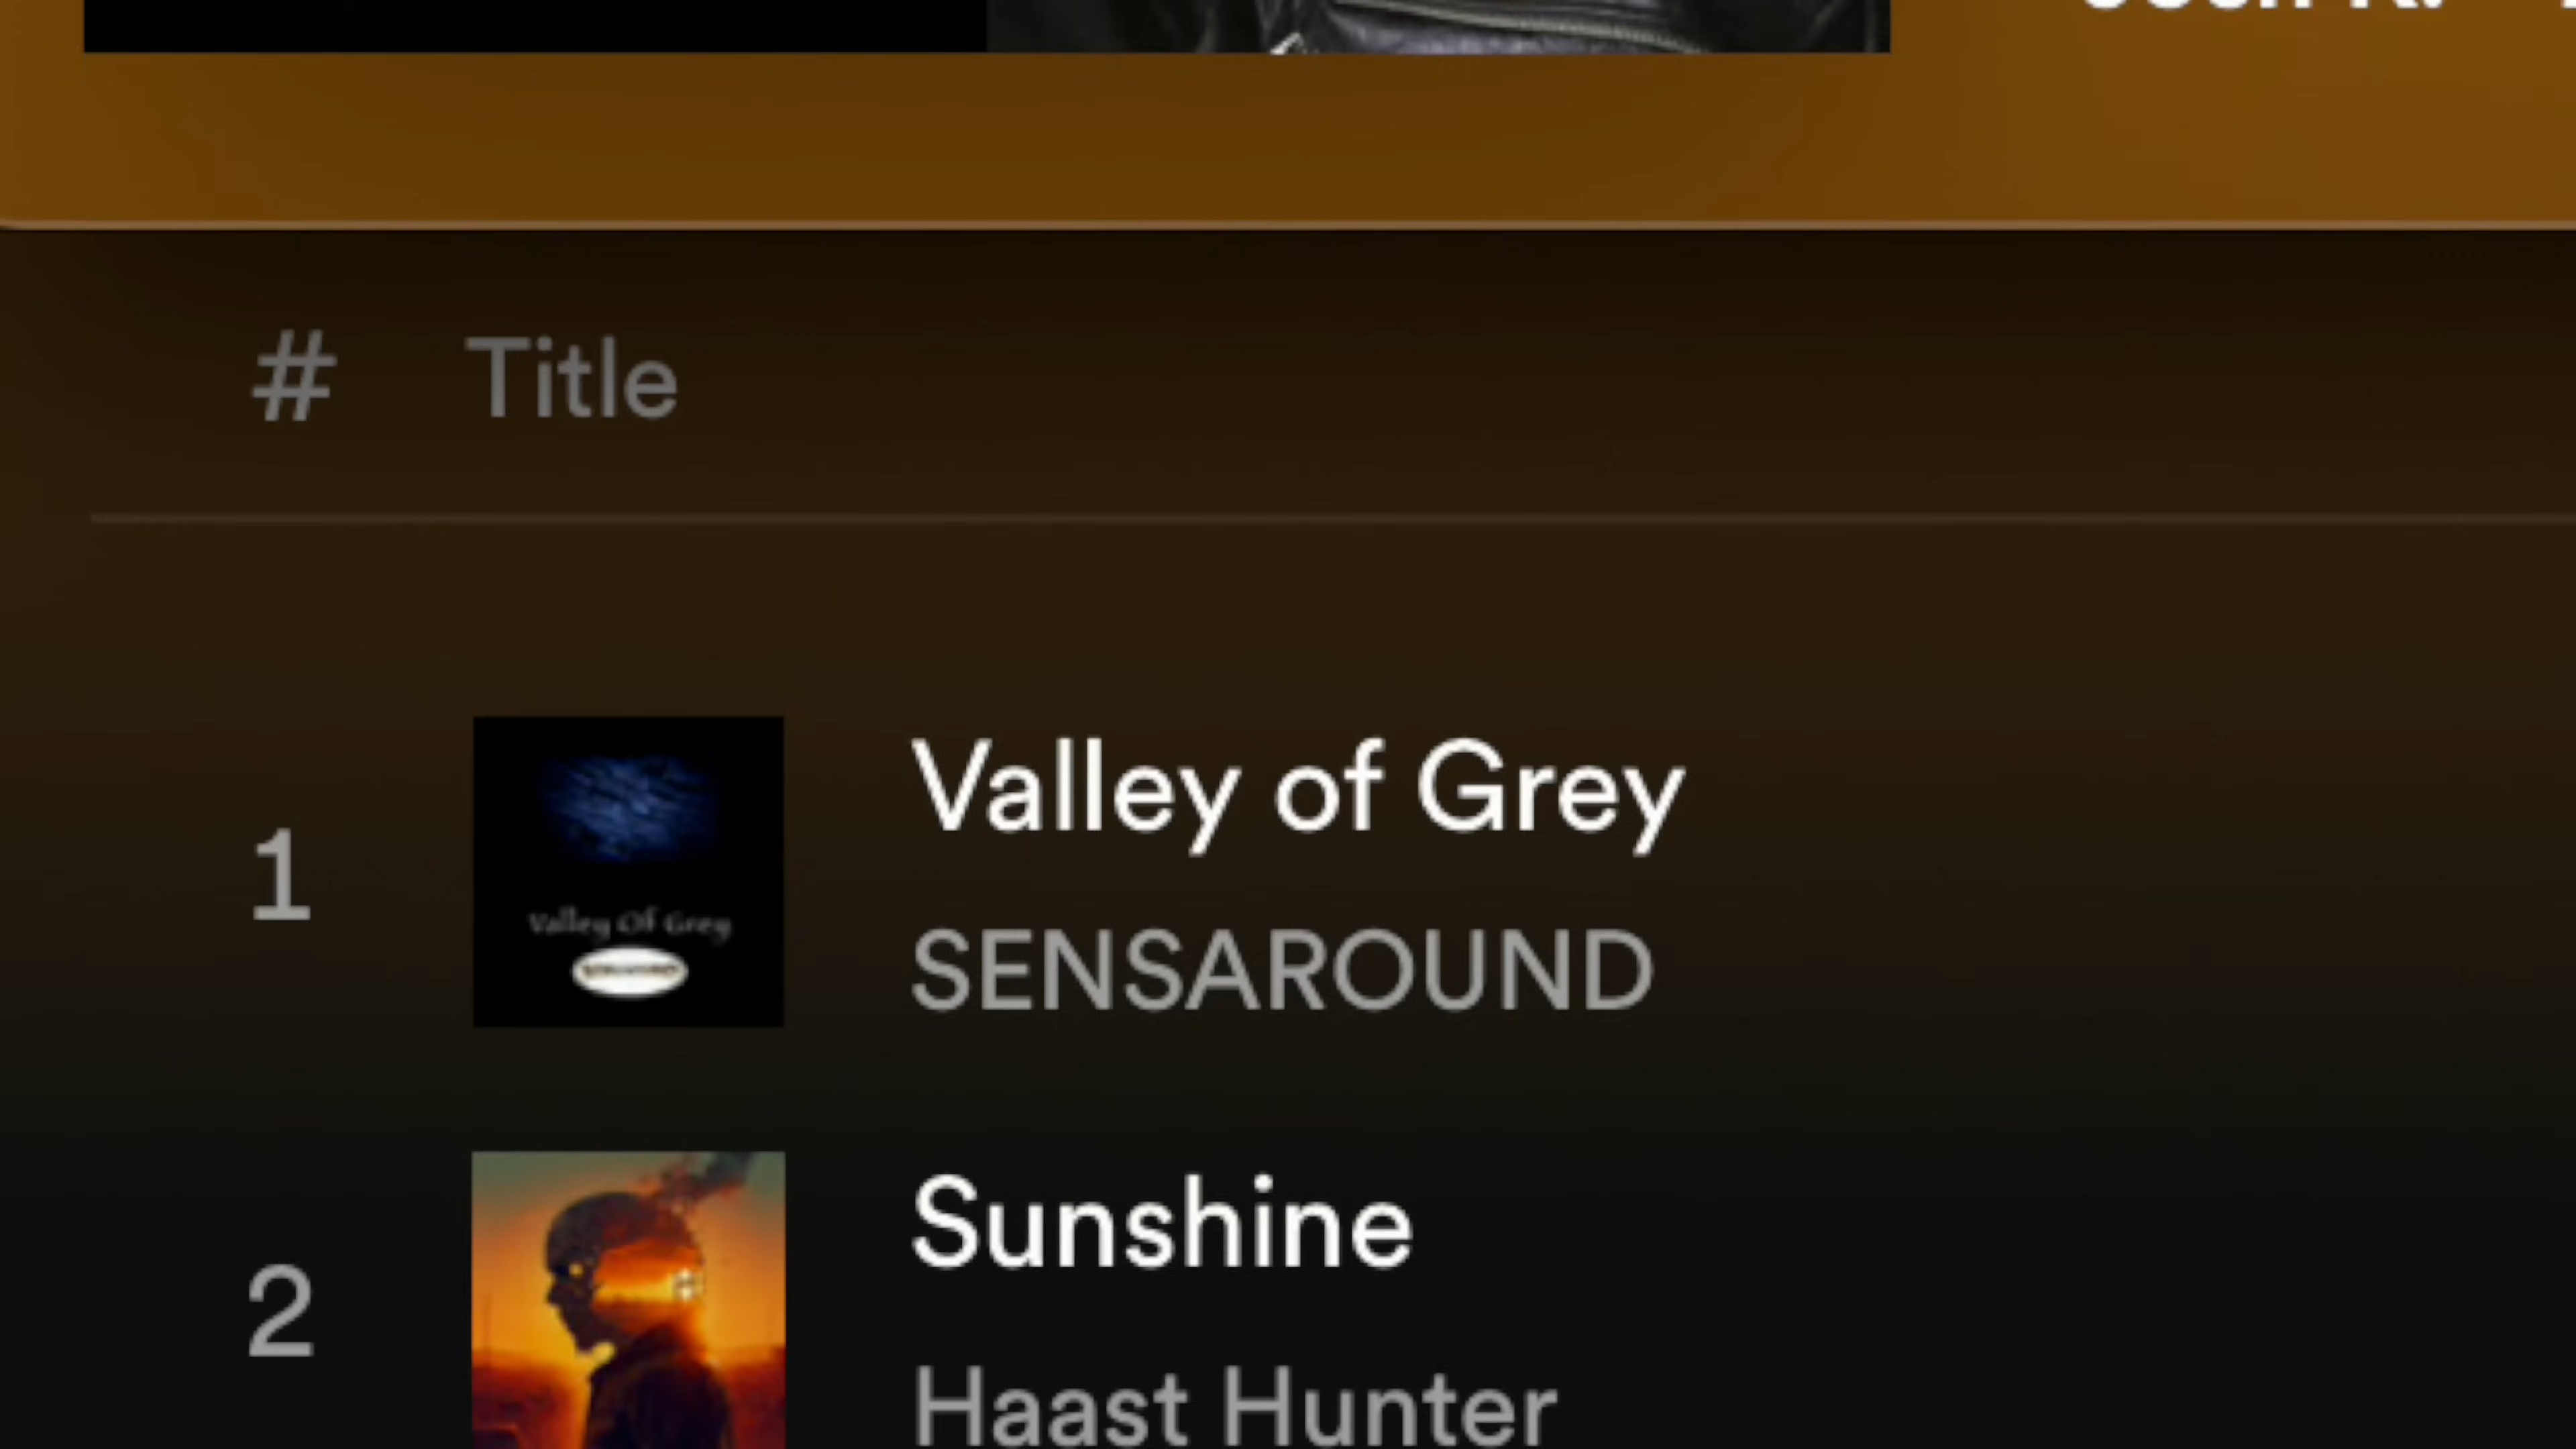 # Title
1
Valley of Grey
Valley Of Grey
SENSAROUND
2
Sunshine
Haast Hunter